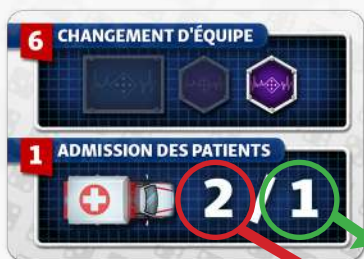 6 CHANGEMENT D'ÉQUIPE
1 ADMISSION DES PATIENTS
2 / 1